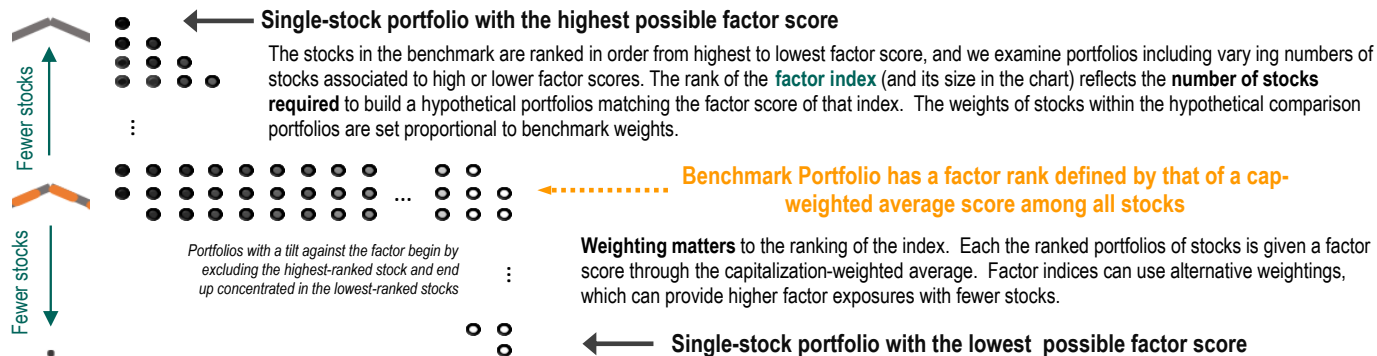 Single-stock portfolio with the highest possible factor score
The stocks in the benchmark are ranked in order from highest to lowest factor score, and we examine portfolios including vary ing numbers of
stocks associated to high or lower factor scores. The rank of the factor index (and its size in the chart) reflects the number of stocks
required to build a hypothetical portfolios matching the factor score of that index. The weights of stocks within the hypothetical comparison
portfolios are set proportional to benchmark weights.
Fewer stocks
...
...
Benchmark Portfolio has a factor rank defined by that of a cap-
weighted average score among all stocks
Fewer stocks
Portfolios with a tilt against the factor begin by
excluding the highest-ranked stock and end
up concentrated in the lowest-ranked stocks
...
Weighting matters to the ranking of the index. Each the ranked portfolios of stocks is given a factor
score through the capitalization-weighted average. Factor indices can use alternative weightings,
which can provide higher factor exposures with fewer stocks.
Single-stock portfolio with the lowest possible factor score